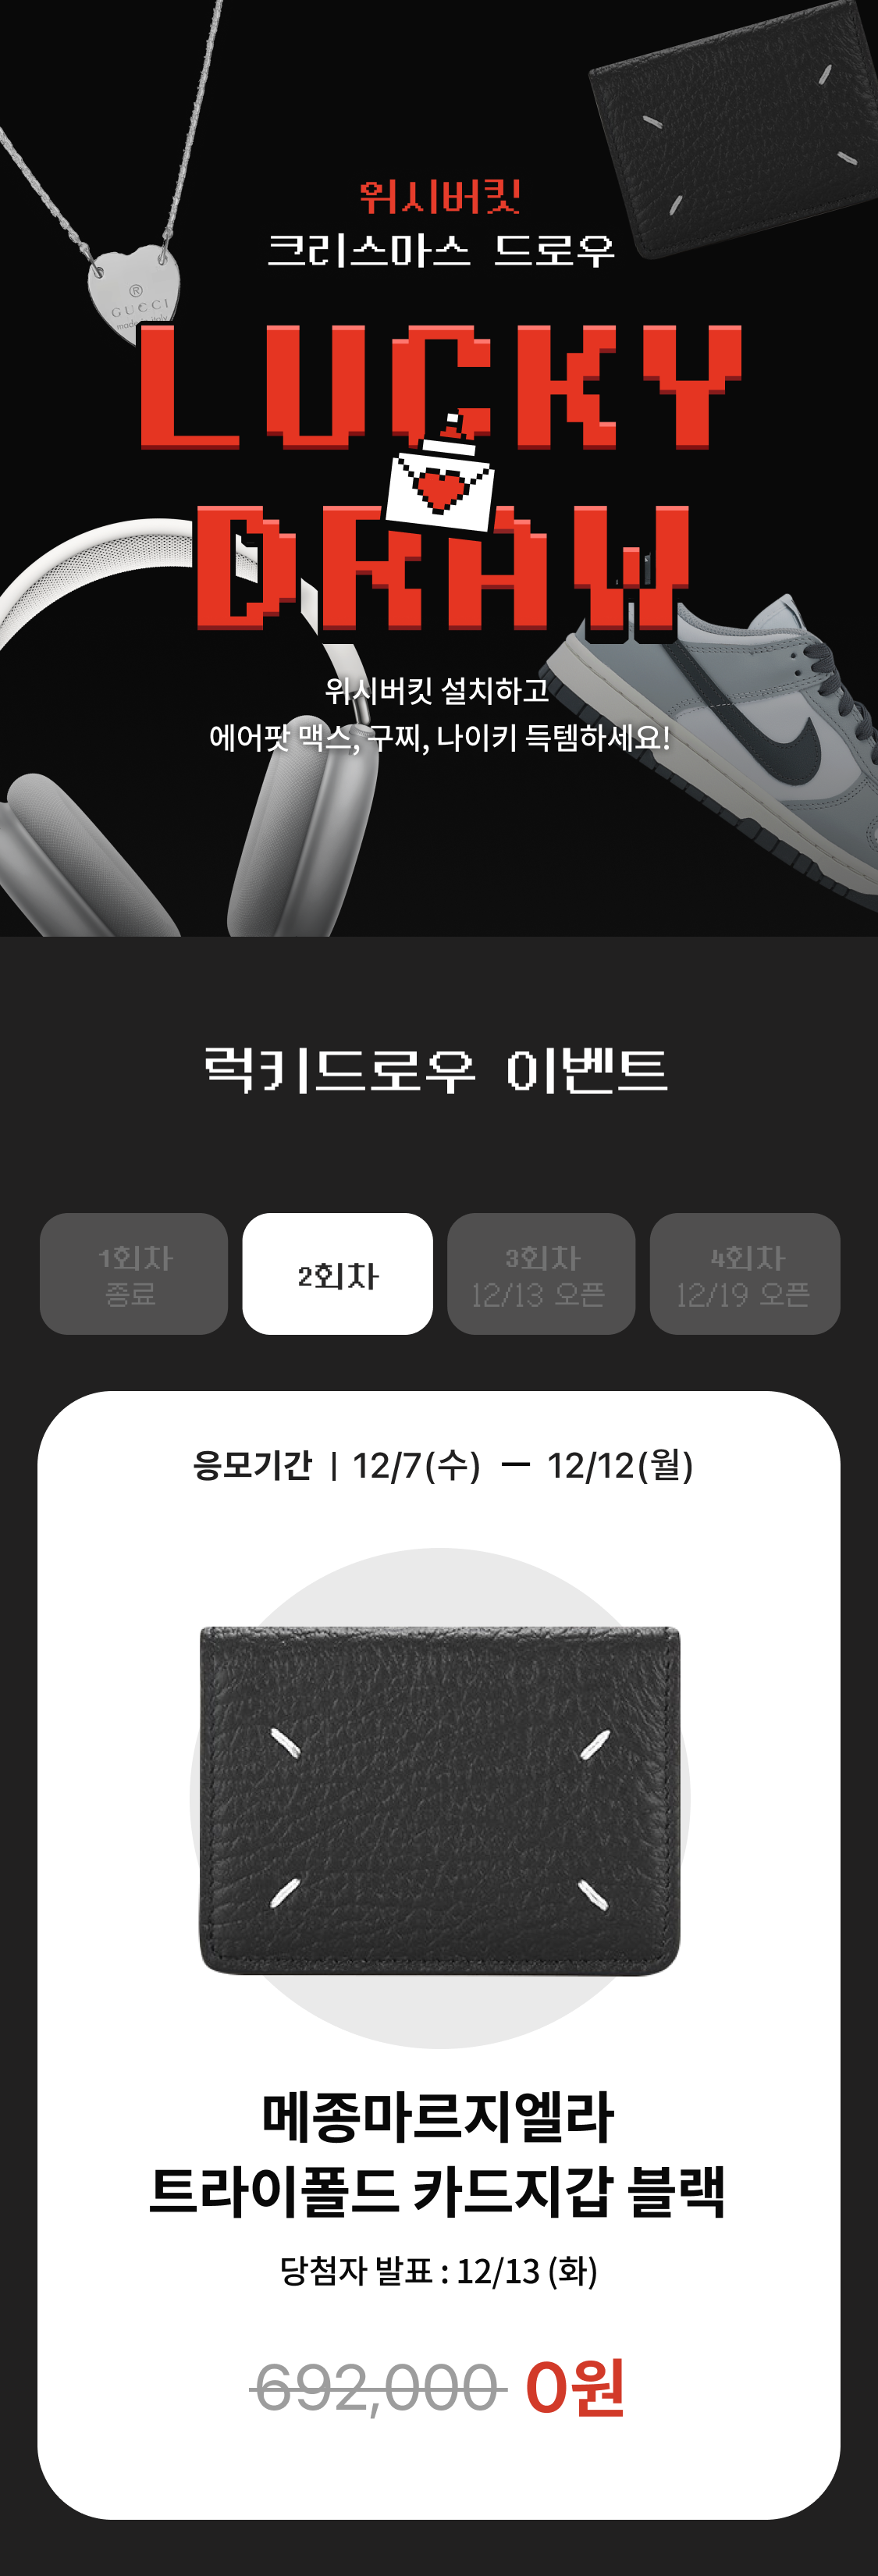 ®
GUCCI
made in italy
위시버킷
크리스마스 드로우
LUCKY
DRAW
위시버킷 설치하고
에어팟 맥스, 구찌, 나이키 득템하세요!
럭키드로우 이벤트
1회차
종료
2회차
3회차
12/13 오픈
4회차
12/19 오픈
응모기간 | 12/7(수) — 12/12(월)
메종마르지엘라
트라이폴드 카드지갑 블랙
당첨자 발표 : 12/13 (화)
692,000 0원